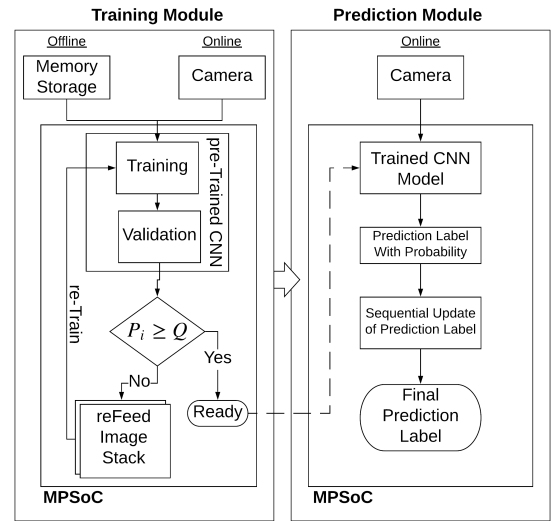 Training Module
Offline
Online
Memory
Storage
Camera
pre-Trained CNN
Training
Validation
re-Train
P_i ≥ Q
Yes
No
reFeed
Image
Stack
Ready
MPSoC
Prediction Module
Online
Camera
Trained CNN
Model
Prediction Label
With Probability
Sequential Update
of Prediction Label
Final
Prediction
Label
MPSoC